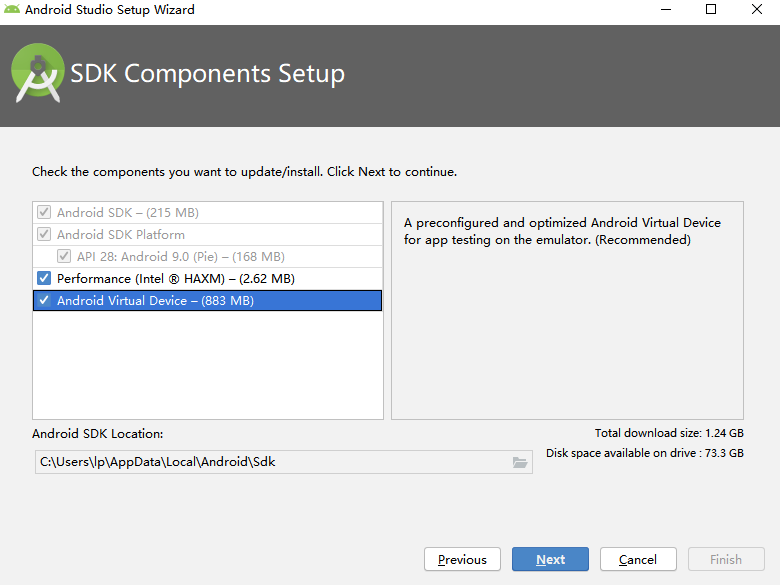 Android Studio Setup Wizard
SDK Components Setup
Check the components you want to update/install. Click Next to continue.
Android SDK – (215 MB)
Android SDK Platform
API 28: Android 9.0 (Pie) – (168 MB)
Performance (Intel ® HAXM) – (2.62 MB)
Android Virtual Device – (883 MB)
A preconfigured and optimized Android Virtual Device
for app testing on the emulator. (Recommended)
Android SDK Location:
C:\Users\lp\AppData\Local\Android\Sdk
Total download size: 1.24 GB
Disk space available on drive : 73.3 GB
Previous
Next
Cancel
Finish